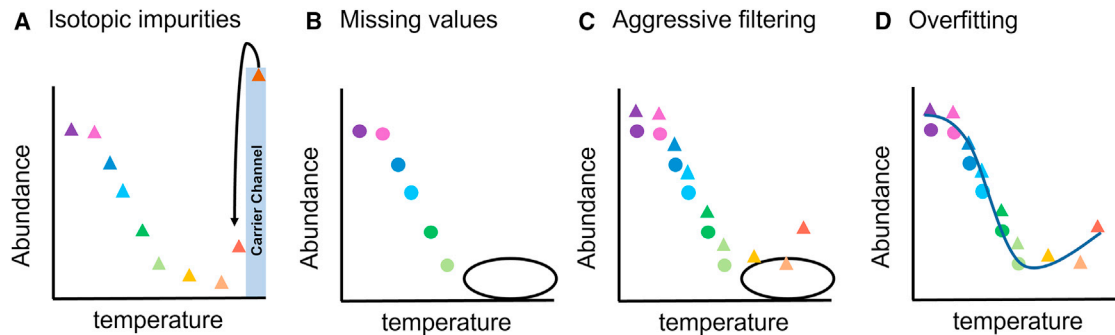 A Isotopic impurities
Abundance
Carrier Channel
temperature
B Missing values
Abundance
temperature
C Aggressive filtering
Abundance
temperature
D Overfitting
Abundance
temperature